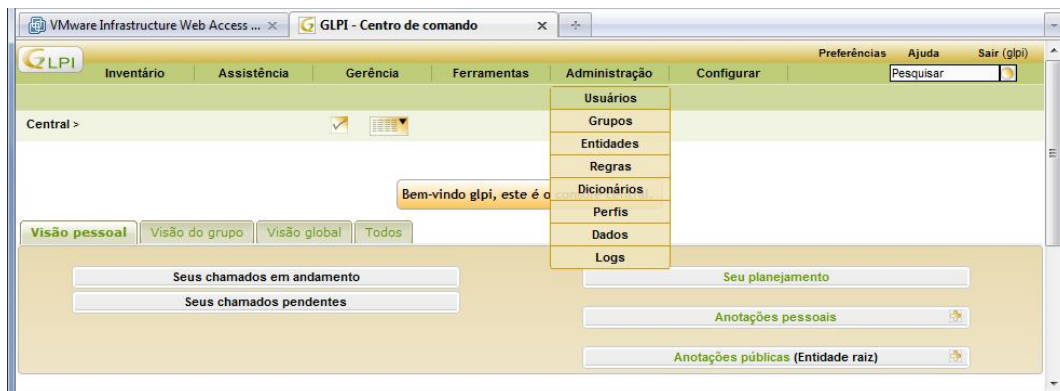 VMware Infrastructure Web Access ...
GLPI - Centro de comando
GLPI
Preferências Ajuda Sair (glpi)
Inventário Assistência Gerência Ferramentas Administração Configurar Pesquisar
Usuários
Central >
Grupos
Entidades
Regras
Bem-vindo glpi, este é o
Dicionários
Perfis
Visão pessoal Visão do grupo Visão global Todos
Dados
Logs
Seus chamados em andamento Seu planejamento
Seus chamados pendentes
Anotações pessoais
Anotações públicas (Entidade raiz)